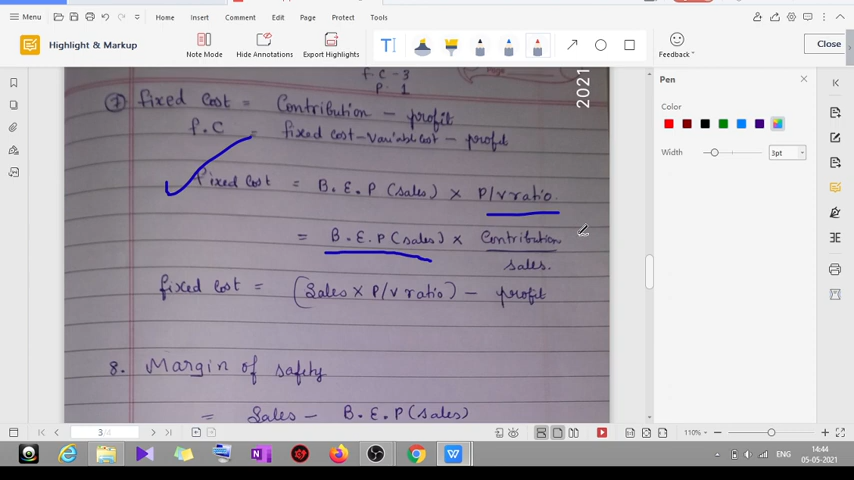 Menu
Home
Insert
Comment
Edit
Page
Protect
Tools
Highlight & Markup
Note Mode
Hide Annotations
Export Highlights
Feedback
Close
f.C - 3
P. 1
2021
⑦ fixed Cost = Contribution - profit
f.C = fixed cost - Variable Cost - profit
fixed cost = B.E.P (sales) × P/V ratio.
= B.E.P (sales) × Contribution
sales.
fixed cost = (Sales × P/V ratio) - profit
8. Margin of safety
= Sales - B.E.P (sales)
Pen
Color
Width
3pt
3/4
110%
ENG
14:44
05-05-2021